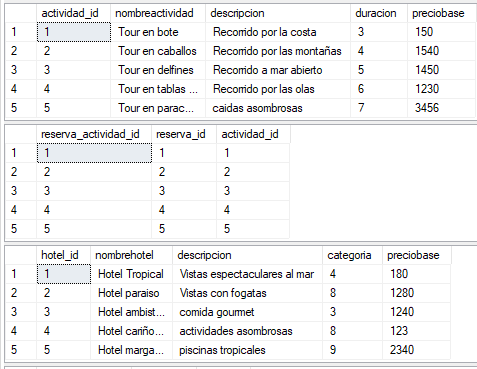 actividad_id nombreactividad descripcion duracion preciobase
1 1 Tour en bote Recorrido por la costa 3 150
2 2 Tour en caballos Recorrido por las montañas 4 1540
3 3 Tour en delfines Recorrido a mar abierto 5 1450
4 4 Tour en tablas ... Recorrido por las olas 6 1230
5 5 Tour en parac... caidas asombrosas 7 3456
reserva_actividad_id reserva_id actividad_id
1 1 1 1
2 2 2 2
3 3 3 3
4 4 4 4
5 5 5 5
hotel_id nombrehotel descripcion categoria preciobase
1 1 Hotel Tropical Vistas espectaculares al mar 4 180
2 2 Hotel paraiso Vistas con fogatas 8 1280
3 3 Hotel ambist... comida gourmet 3 1240
4 4 Hotel cariño... actividades asombrosas 8 123
5 5 Hotel marga... piscinas tropicales 9 2340